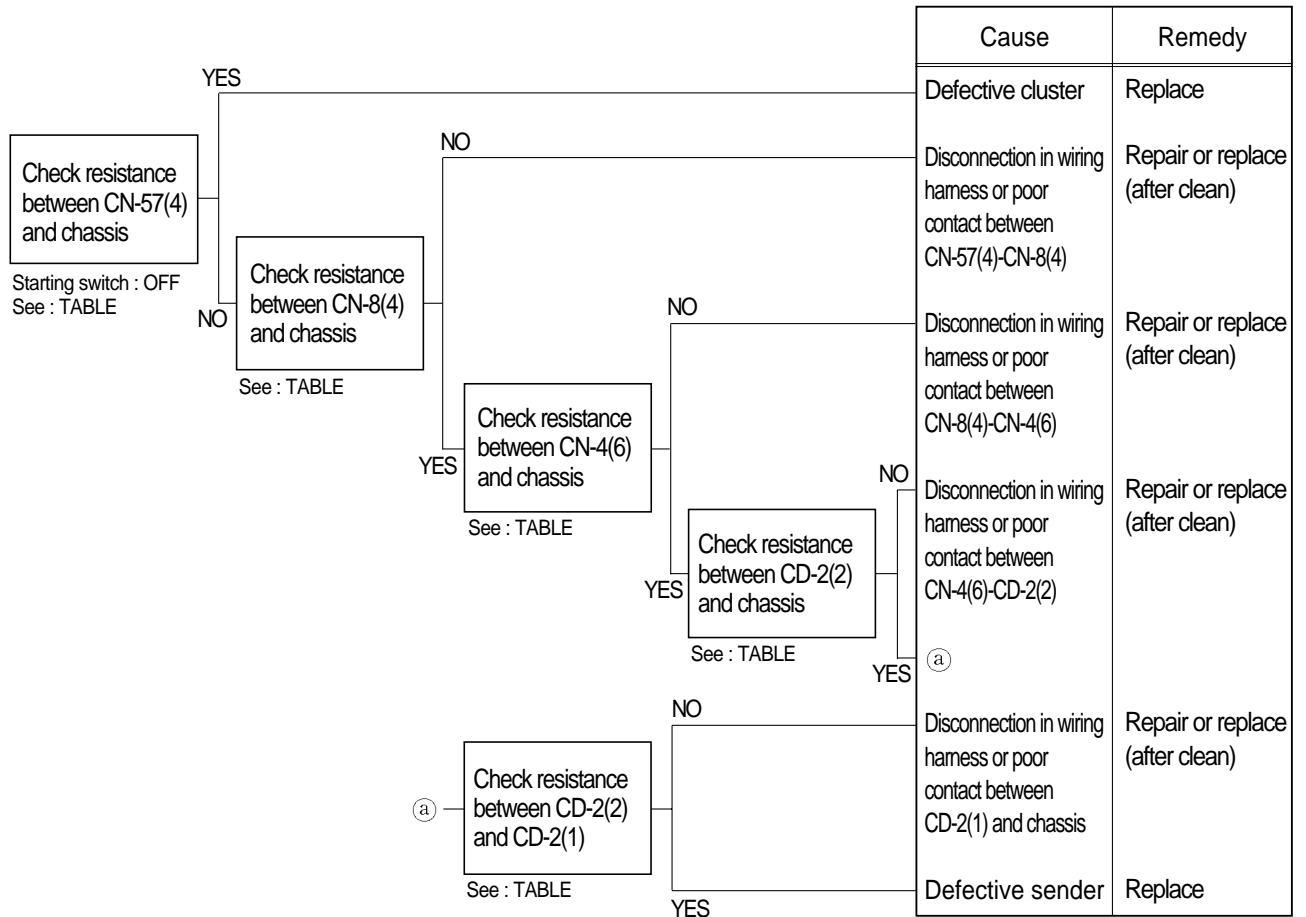 Cause
Remedy
YES
Defective cluster
Replace
Check resistance
between CN-57(4)
and chassis
Starting switch : OFF
See : TABLE
NO
NO
Disconnection in wiring
harness or poor
contact between
CN-57(4)-CN-8(4)
Repair or replace
(after clean)
Check resistance
between CN-8(4)
and chassis
See : TABLE
YES
NO
Disconnection in wiring
harness or poor
contact between
CN-8(4)-CN-4(6)
Repair or replace
(after clean)
Check resistance
between CN-4(6)
and chassis
See : TABLE
YES
NO
Disconnection in wiring
harness or poor
contact between
CN-4(6)-CD-2(2)
Repair or replace
(after clean)
Check resistance
between CD-2(2)
and chassis
See : TABLE
YES
ⓐ
ⓐ
Check resistance
between CD-2(2)
and CD-2(1)
See : TABLE
NO
Disconnection in wiring
harness or poor
contact between
CD-2(1) and chassis
Repair or replace
(after clean)
YES
Defective sender
Replace